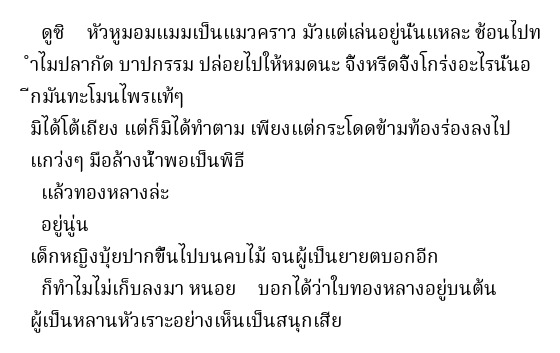 ดูซิ    หัวหูมอมแมมเป็นแมวคราว มัวแต่เล่นอยู่นั่นแหละ ช้อนไปท
ำไมปลากัด บาปกรรม ปล่อยไปให้หมดนะ จิ้งหรีดจิ้งโกร่งอะไรนั่นอ
ีกมันทะโมนไพรแท้ๆ
มิได้โต้เถียง แต่ก็มิได้ทำตาม เพียงแต่กระโดดข้ามท้องร่องลงไป
แกว่งๆ มือล้างน้ำพอเป็นพิธี
แล้วทองหลางล่ะ
อยู่นู่น
เด็กหญิงบุ้ยปากขึ้นไปบนคบไม้ จนผู้เป็นยายตบอกอีก
ก็ทำไมไม่เก็บลงมา หนอย    บอกได้ว่าใบทองหลางอยู่บนต้น
ผู้เป็นหลานหัวเราะอย่างเห็นเป็นสนุกเสีย